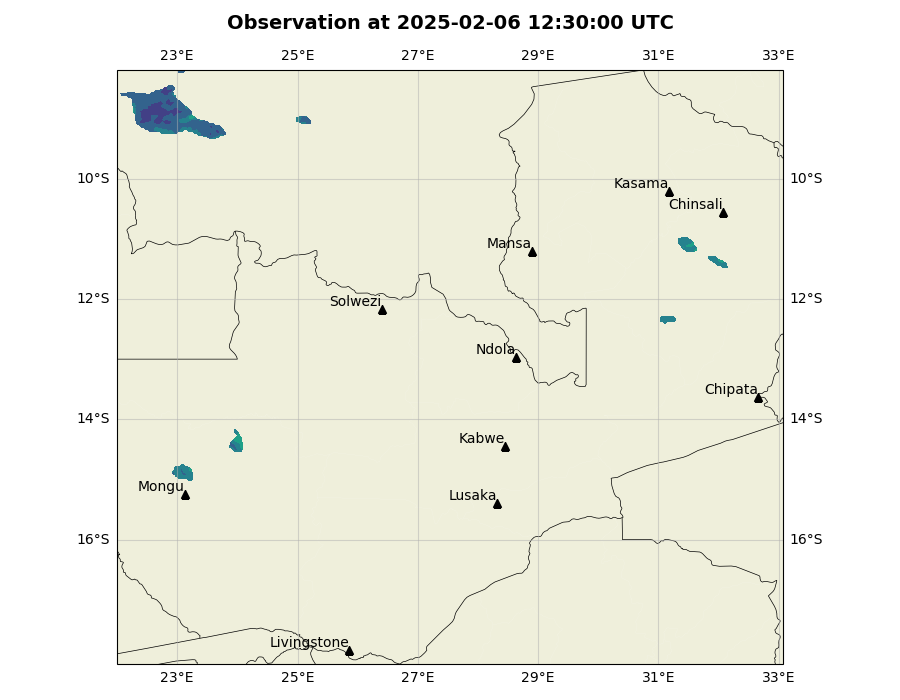 Observation at 2025-02-06 12:30:00 UTC
23°E 25°E 27°E 29°E 31°E 33°E
10°S 10°S
Kasama
Chinsali
Mansa
12°S 12°S
Solwezi
Ndola
Chipata
14°S 14°S
Kabwe
Mongu
Lusaka
16°S 16°S
Livingstone
23°E 25°E 27°E 29°E 31°E 33°E